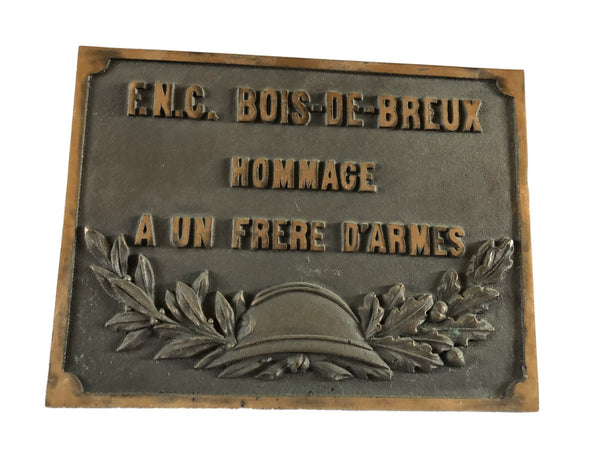 F.N.C. BOIS-DE-BREUX
HOMMAGE
A UN FRERE D'ARMES